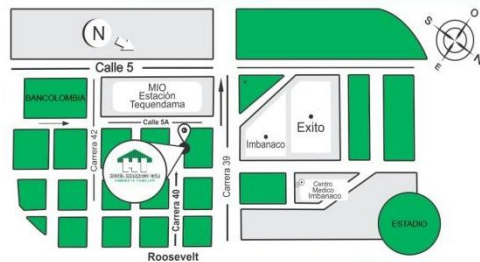 N
Calle 5
BANCOLOMBIA
Carrera 42
MIO
Estación
Tequendama
Calle 5A
Carrera 40
Roosevelt
Carrera 39
Imbanaco
Exito
Centro
Medico
Imbanaco
ESTADIO
S
O
E
N